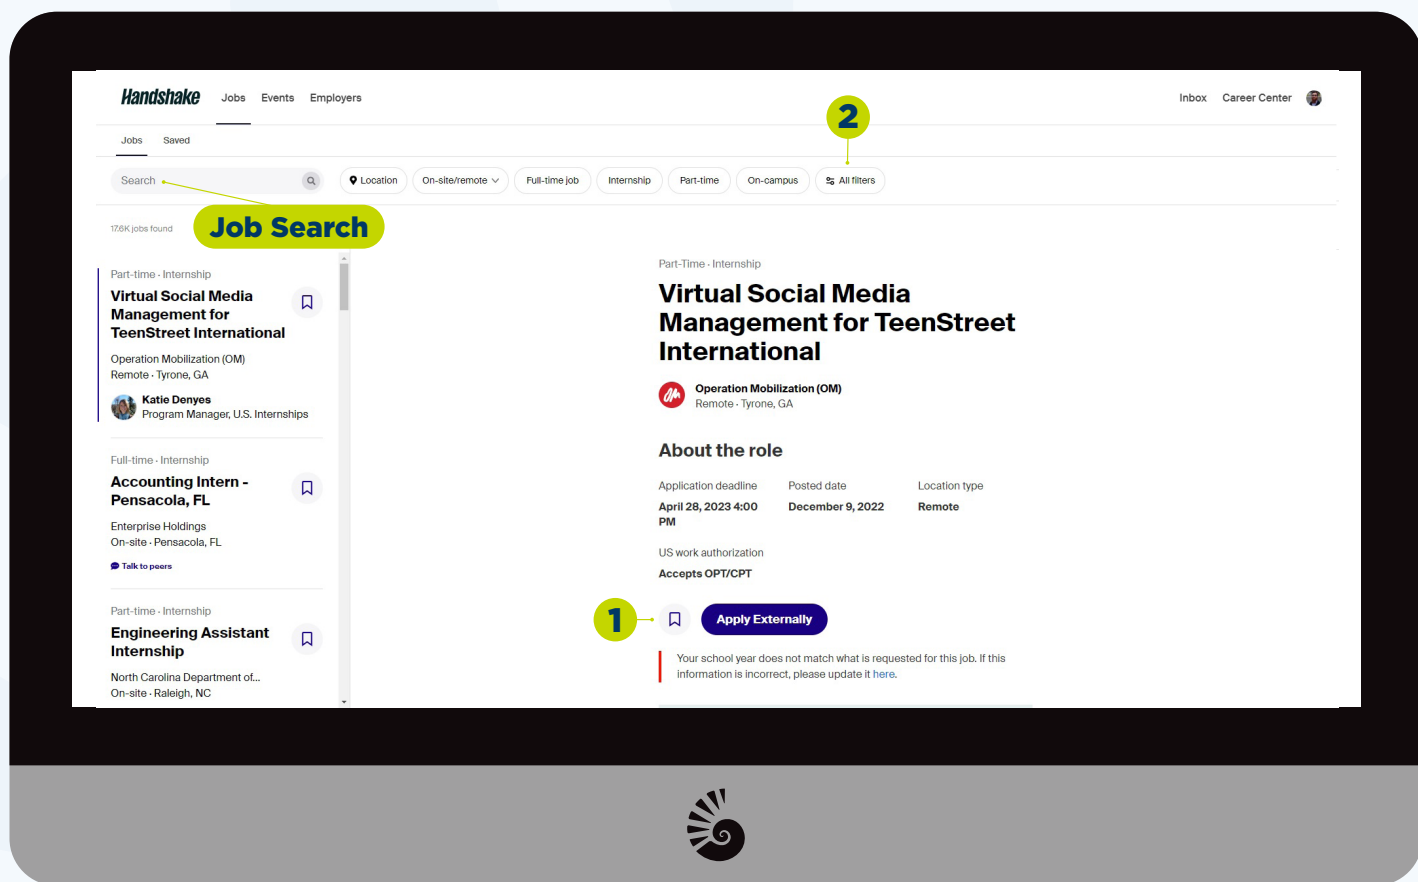 Handshake Jobs Events Employers Inbox Career Center
2
Jobs Saved
Search Location On-site/remote Full-time job Internship Part-time On-campus All filters
Job Search
17.6K jobs found
Part-time · Internship
Virtual Social Media
Management for
TeenStreet International
Operation Mobilization (OM)
Remote · Tyrone, GA
Katie Denyes
Program Manager, U.S. Internships
Full-time · Internship
Accounting Intern -
Pensacola, FL
Enterprise Holdings
On-site · Pensacola, FL
Talk to peers
Part-time · Internship
Engineering Assistant
Internship
North Carolina Department of...
On-site · Raleigh, NC
Part-Time · Internship
Virtual Social Media
Management for TeenStreet
International
OM
Operation Mobilization (OM)
Remote · Tyrone, GA
About the role
Application deadline Posted date Location type
April 28, 2023 4:00 December 9, 2022 Remote
PM
US work authorization
Accepts OPT/CPT
1 Apply Externally
Your school year does not match what is requested for this job. If this
information is incorrect, please update it here.